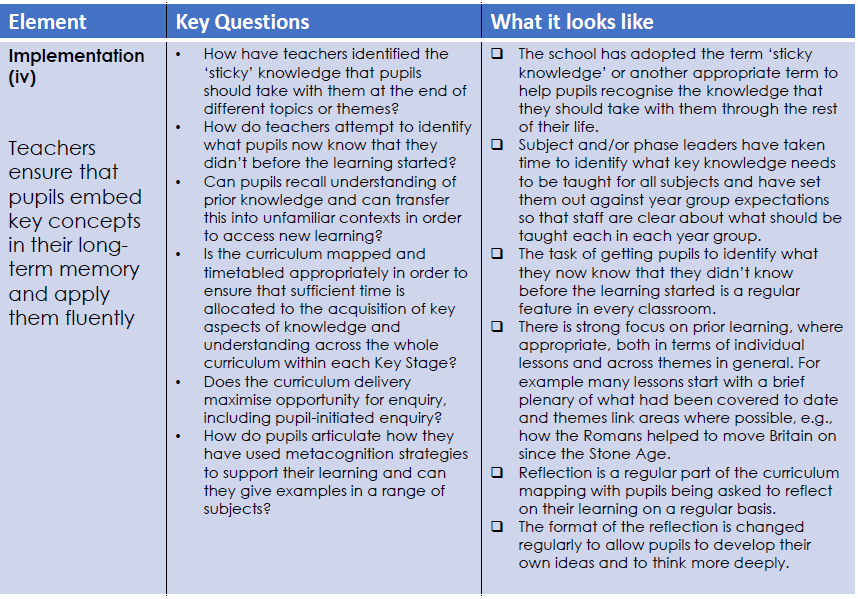 Element
Key Questions
What it looks like
Implementation
(iv)
Teachers
ensure that
pupils embed
key concepts
in their long-
term memory
and apply
them fluently
• How have teachers identified the
‘sticky’ knowledge that pupils
should take with them at the end of
different topics or themes?
• How do teachers attempt to identify
what pupils now know that they
didn’t before the learning started?
• Can pupils recall understanding of
prior knowledge and can transfer
this into unfamiliar contexts in order
to access new learning?
• Is the curriculum mapped and
timetabled appropriately in order to
ensure that sufficient time is
allocated to the acquisition of key
aspects of knowledge and
understanding across the whole
curriculum within each Key Stage?
• Does the curriculum delivery
maximise opportunity for enquiry,
including pupil-initiated enquiry?
• How do pupils articulate how they
have used metacognition strategies
to support their learning and can
they give examples in a range of
subjects?
❑ The school has adopted the term ‘sticky
knowledge’ or another appropriate term to
help pupils recognise the knowledge that
they should take with them through the rest
of their life.
❑ Subject and/or phase leaders have taken
time to identify what key knowledge needs
to be taught for all subjects and have set
them out against year group expectations
so that staff are clear about what should be
taught each in each year group.
❑ The task of getting pupils to identify what
they now know that they didn’t know
before the learning started is a regular
feature in every classroom.
❑ There is strong focus on prior learning, where
appropriate, both in terms of individual
lessons and across themes in general. For
example many lessons start with a brief
plenary of what had been covered to date
and themes link areas where possible, e.g.,
how the Romans helped to move Britain on
since the Stone Age.
❑ Reflection is a regular part of the curriculum
mapping with pupils being asked to reflect
on their learning on a regular basis.
❑ The format of the reflection is changed
regularly to allow pupils to develop their
own ideas and to think more deeply.